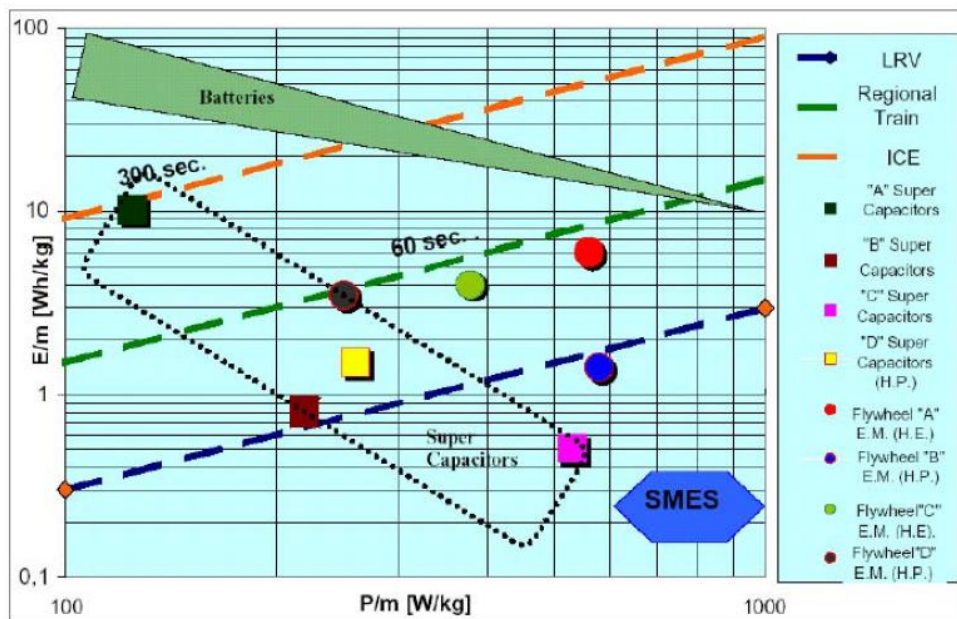 100
10
1
0,1
E/m [Wh/kg]
Batteries
300 sec.
60 sec. .
Super
Capacitors
SMES
100
P/m [W/kg]
1000
LRV
Regional
Train
ICE
"A" Super
Capacitors
"B" Super
Capacitors
"C" Super
Capacitors
"D" Super
Capacitors
(H.P.)
Flywheel "A"
E.M. (H.E.)
Flywheel "B"
E.M. (H.P.)
Flywheel"C"
E.M. (H.E).
Flywheel"D"
E.M. (H.P.)